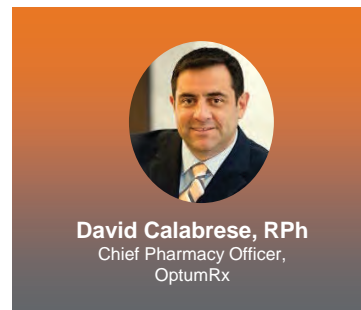 David Calabrese, RPh
Chief Pharmacy Officer,
OptumRx